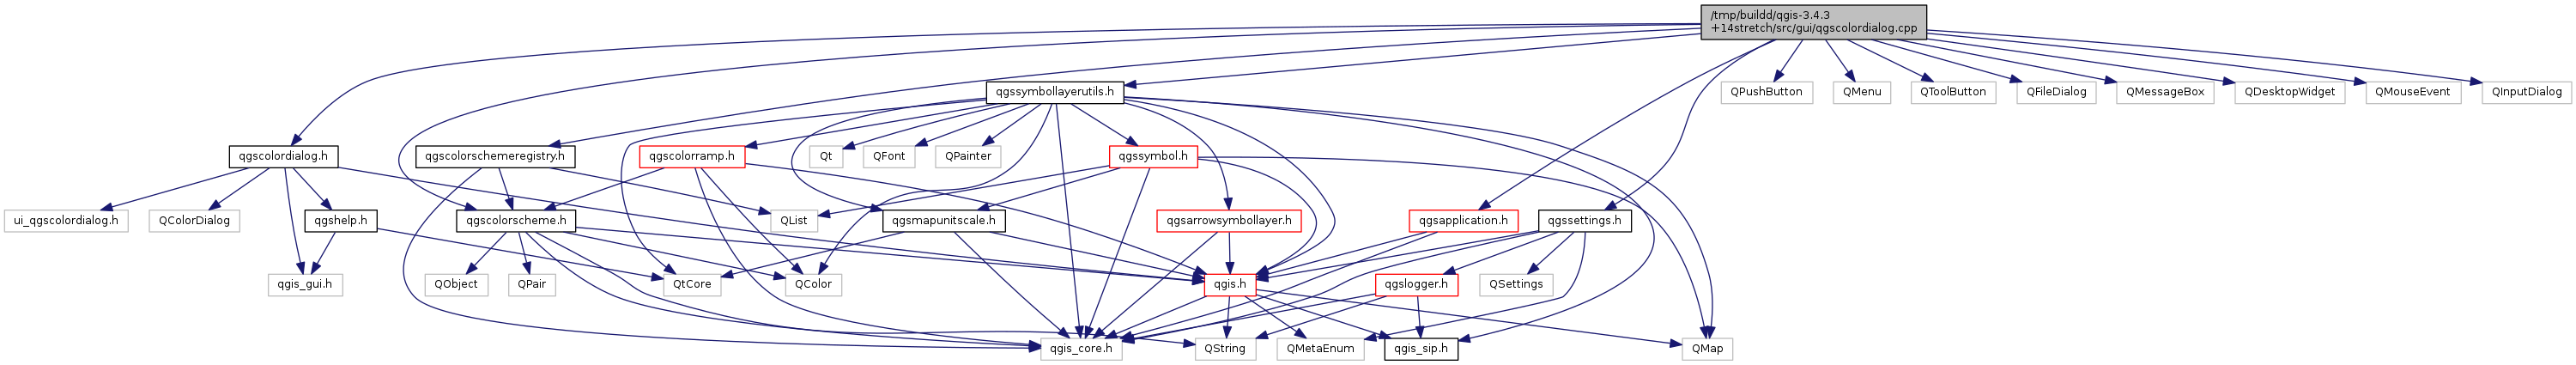 /tmp/buildd/qgis-3.4.3
+14stretch/src/gui/qgscolordialog.cpp
qgssymbollayerutils.h
QPushButton
QMenu
QToolButton
QFileDialog
QMessageBox
QDesktopWidget
QMouseEvent
QInputDialog
qgscolordialog.h
qgscolorschemeregistry.h
qgscolorramp.h
Qt
QFont
QPainter
qgssymbol.h
ui_qgscolordialog.h
QColorDialog
qgshelp.h
qgscolorscheme.h
QList
qgsmapunitscale.h
qgsarrowsymbollayer.h
qgsapplication.h
qgssettings.h
qgis_gui.h
QObject
QPair
QtCore
QColor
qgis.h
qgslogger.h
QSettings
qgis_core.h
QString
QMetaEnum
qgis_sip.h
QMap